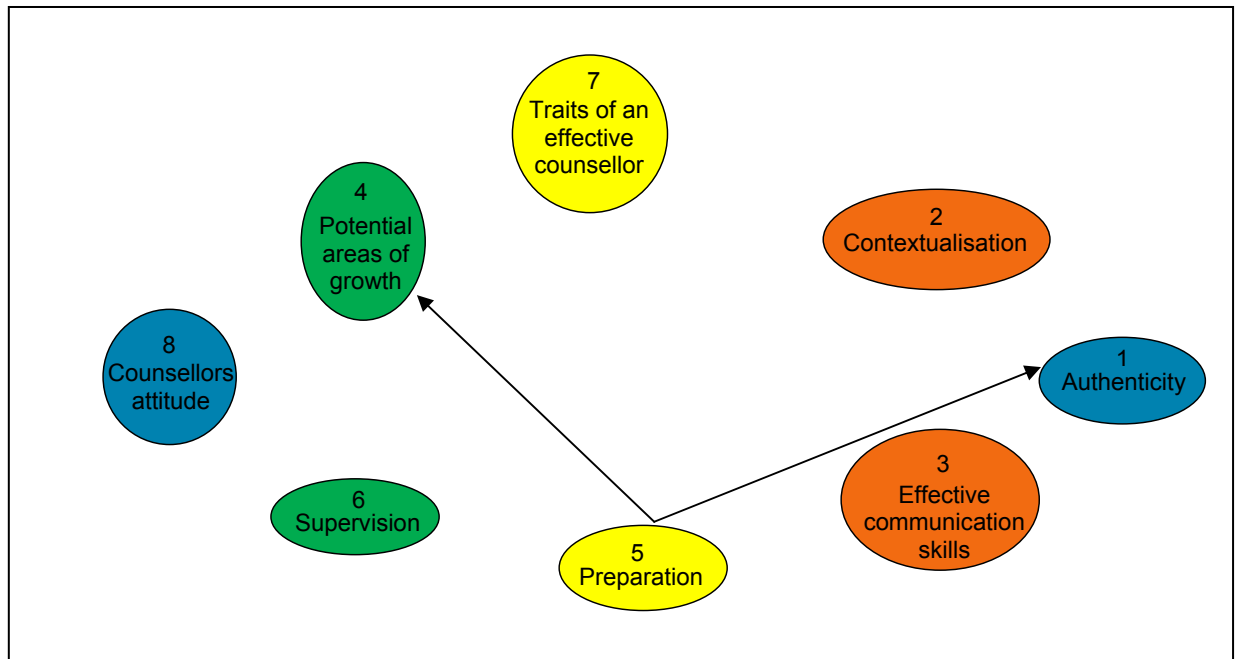 7
Traits of an
effective
counsellor
4
Potential
areas of
growth
2
Contextualisation
8
Counsellors
attitude
1
Authenticity
3
Effective
communication
skills
6
Supervision
5
Preparation